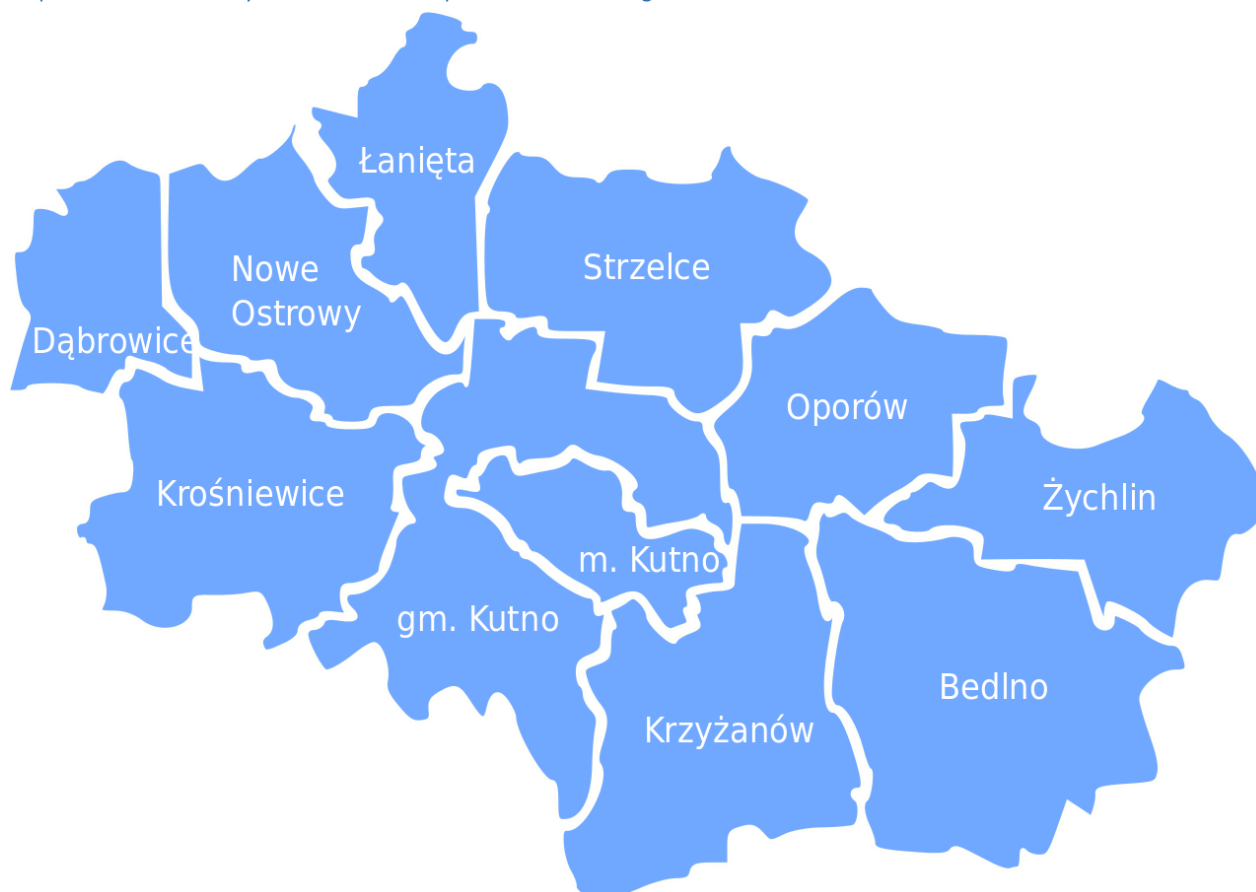 Łanięta
Strzelce
Nowe
Ostrowy
Dąbrowice
Oporów
Krośniewice
Żychlin
m. Kutno
gm. Kutno
Bedlno
Krzyżanów